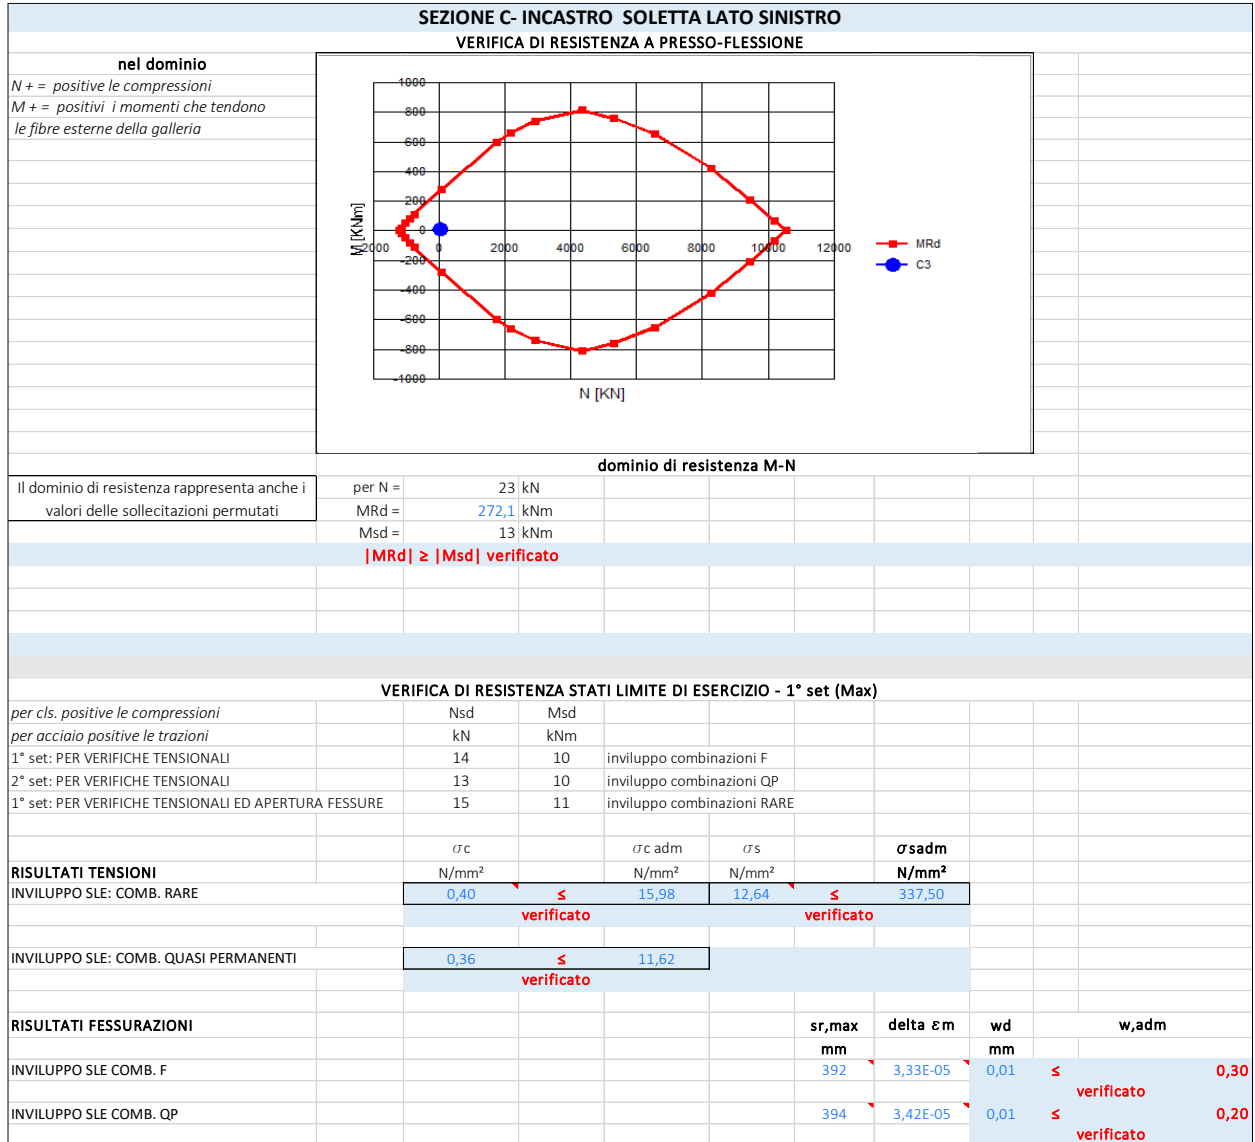 SEZIONE C- INCASTRO SOLETTA LATO SINISTRO
VERIFICA DI RESISTENZA A PRESSO-FLESSIONE
nel dominio
N + = positive le compressioni
M + = positivi i momenti che tendono
le fibre esterne della galleria
1000
800
600
400
200
0
-200
-400
-600
-800
-1000
M [KNm]
-2000 0 2000 4000 6000 8000 10000 12000
N [KN]
MRd
C3
dominio di resistenza M-N
Il dominio di resistenza rappresenta anche i
valori delle sollecitazioni permutati
per N = 23 kN
MRd = 272,1 kNm
Msd = 13 kNm
|MRd| ≥ |Msd| verificato
VERIFICA DI RESISTENZA STATI LIMITE DI ESERCIZIO - 1° set (Max)
per cls. positive le compressioni Nsd Msd
per acciaio positive le trazioni kN kNm
1° set: PER VERIFICHE TENSIONALI 14 10 inviluppo combinazioni F
2° set: PER VERIFICHE TENSIONALI 13 10 inviluppo combinazioni QP
1° set: PER VERIFICHE TENSIONALI ED APERTURA FESSURE 15 11 inviluppo combinazioni RARE
σc σc adm σs σsadm
RISULTATI TENSIONI N/mm² N/mm² N/mm² N/mm²
INVILUPPO SLE: COMB. RARE 0,40 ≤ 15,98 12,64 ≤ 337,50
verificato verificato
INVILUPPO SLE: COMB. QUASI PERMANENTI 0,36 ≤ 11,62
verificato
RISULTATI FESSURAZIONI sr,max delta εm wd w,adm
mm mm
INVILUPPO SLE COMB. F 392 3,33E-05 0,01 ≤ 0,30
verificato
INVILUPPO SLE COMB. QP 394 3,42E-05 0,01 ≤ 0,20
verificato